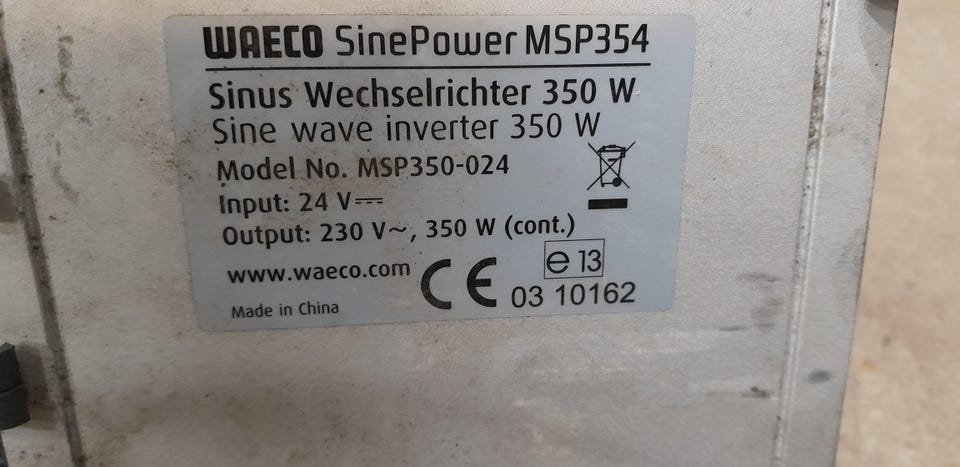 WAECO SinePower MSP354
Sinus Wechselrichter 350 W
Sine wave inverter 350 W
Model No. MSP350-024
Input: 24 V⎓
Output: 230 V~, 350 W (cont.)
www.waeco.com
CE
e 13
03 10162
Made in China